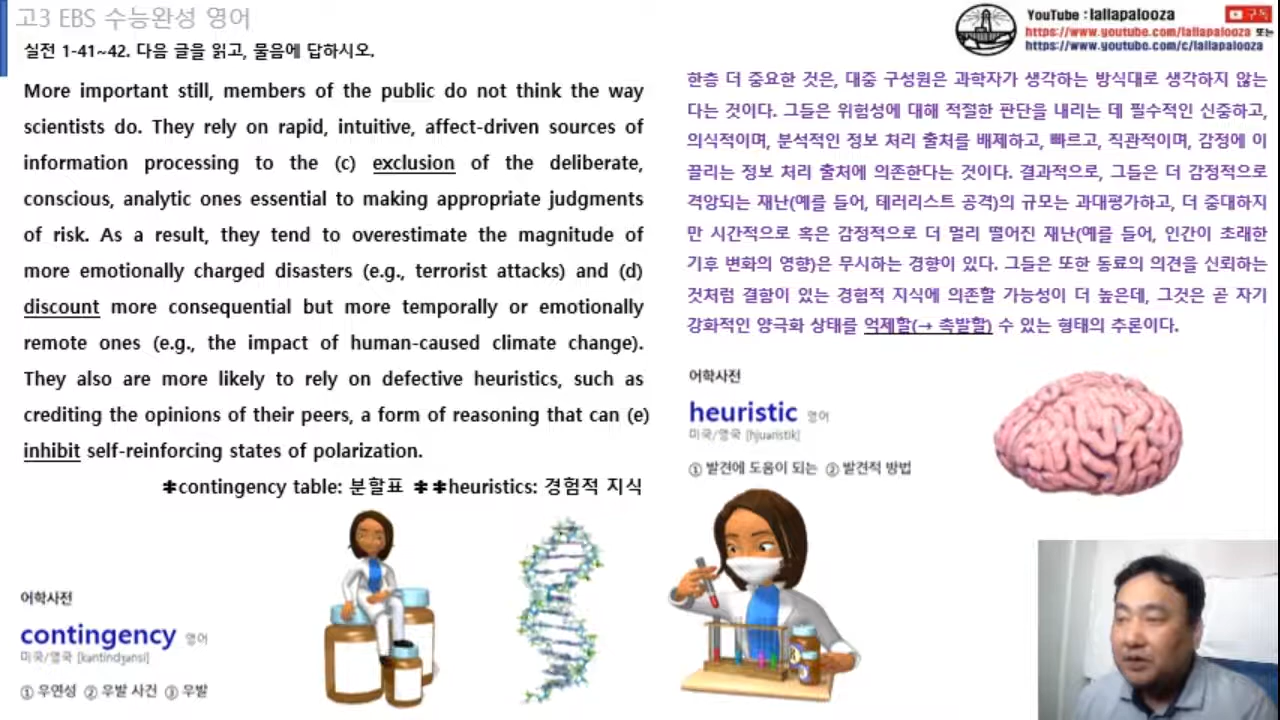 고3 EBS 수능완성 영어
실전 1-41~42. 다음 글을 읽고, 물음에 답하시오.
More important still, members of the public do not think the way
scientists do. They rely on rapid, intuitive, affect-driven sources of
information processing to the (c) exclusion of the deliberate,
conscious, analytic ones essential to making appropriate judgments
of risk. As a result, they tend to overestimate the magnitude of
more emotionally charged disasters (e.g., terrorist attacks) and (d)
discount more consequential but more temporally or emotionally
remote ones (e.g., the impact of human-caused climate change).
They also are more likely to rely on defective heuristics, such as
crediting the opinions of their peers, a form of reasoning that can (e)
inhibit self-reinforcing states of polarization.
*contingency table: 분할표 **heuristics: 경험적 지식
어학사전
contingency 영어
미국/영국 [kəntindʒənsi]
① 우연성 ② 우발 사건 ③ 우발
YouTube : lallapalooza
구독
https://www.youtube.com/lallapalooza 또는
https://www.youtube.com/c/lallapalooza
한층 더 중요한 것은, 대중 구성원은 과학자가 생각하는 방식대로 생각하지 않는
다는 것이다. 그들은 위험성에 대해 적절한 판단을 내리는 데 필수적인 신중하고,
의식적이며, 분석적인 정보 처리 출처를 배제하고, 빠르고, 직관적이며, 감정에 이
끌리는 정보 처리 출처에 의존한다는 것이다. 결과적으로, 그들은 더 감정적으로
격앙되는 재난(예를 들어, 테러리스트 공격)의 규모는 과대평가하고, 더 중대하지
만 시간적으로 혹은 감정적으로 더 멀리 떨어진 재난(예를 들어, 인간이 초래한
기후 변화의 영향)은 무시하는 경향이 있다. 그들은 또한 동료의 의견을 신뢰하는
것처럼 결함이 있는 경험적 지식에 의존할 가능성이 더 높은데, 그것은 곧 자기
강화적인 양극화 상태를 억제할(→ 촉발할) 수 있는 형태의 추론이다.
어학사전
heuristic 영어
미국/영국 [hjuəristik]
① 발견에 도움이 되는 ② 발견적 방법